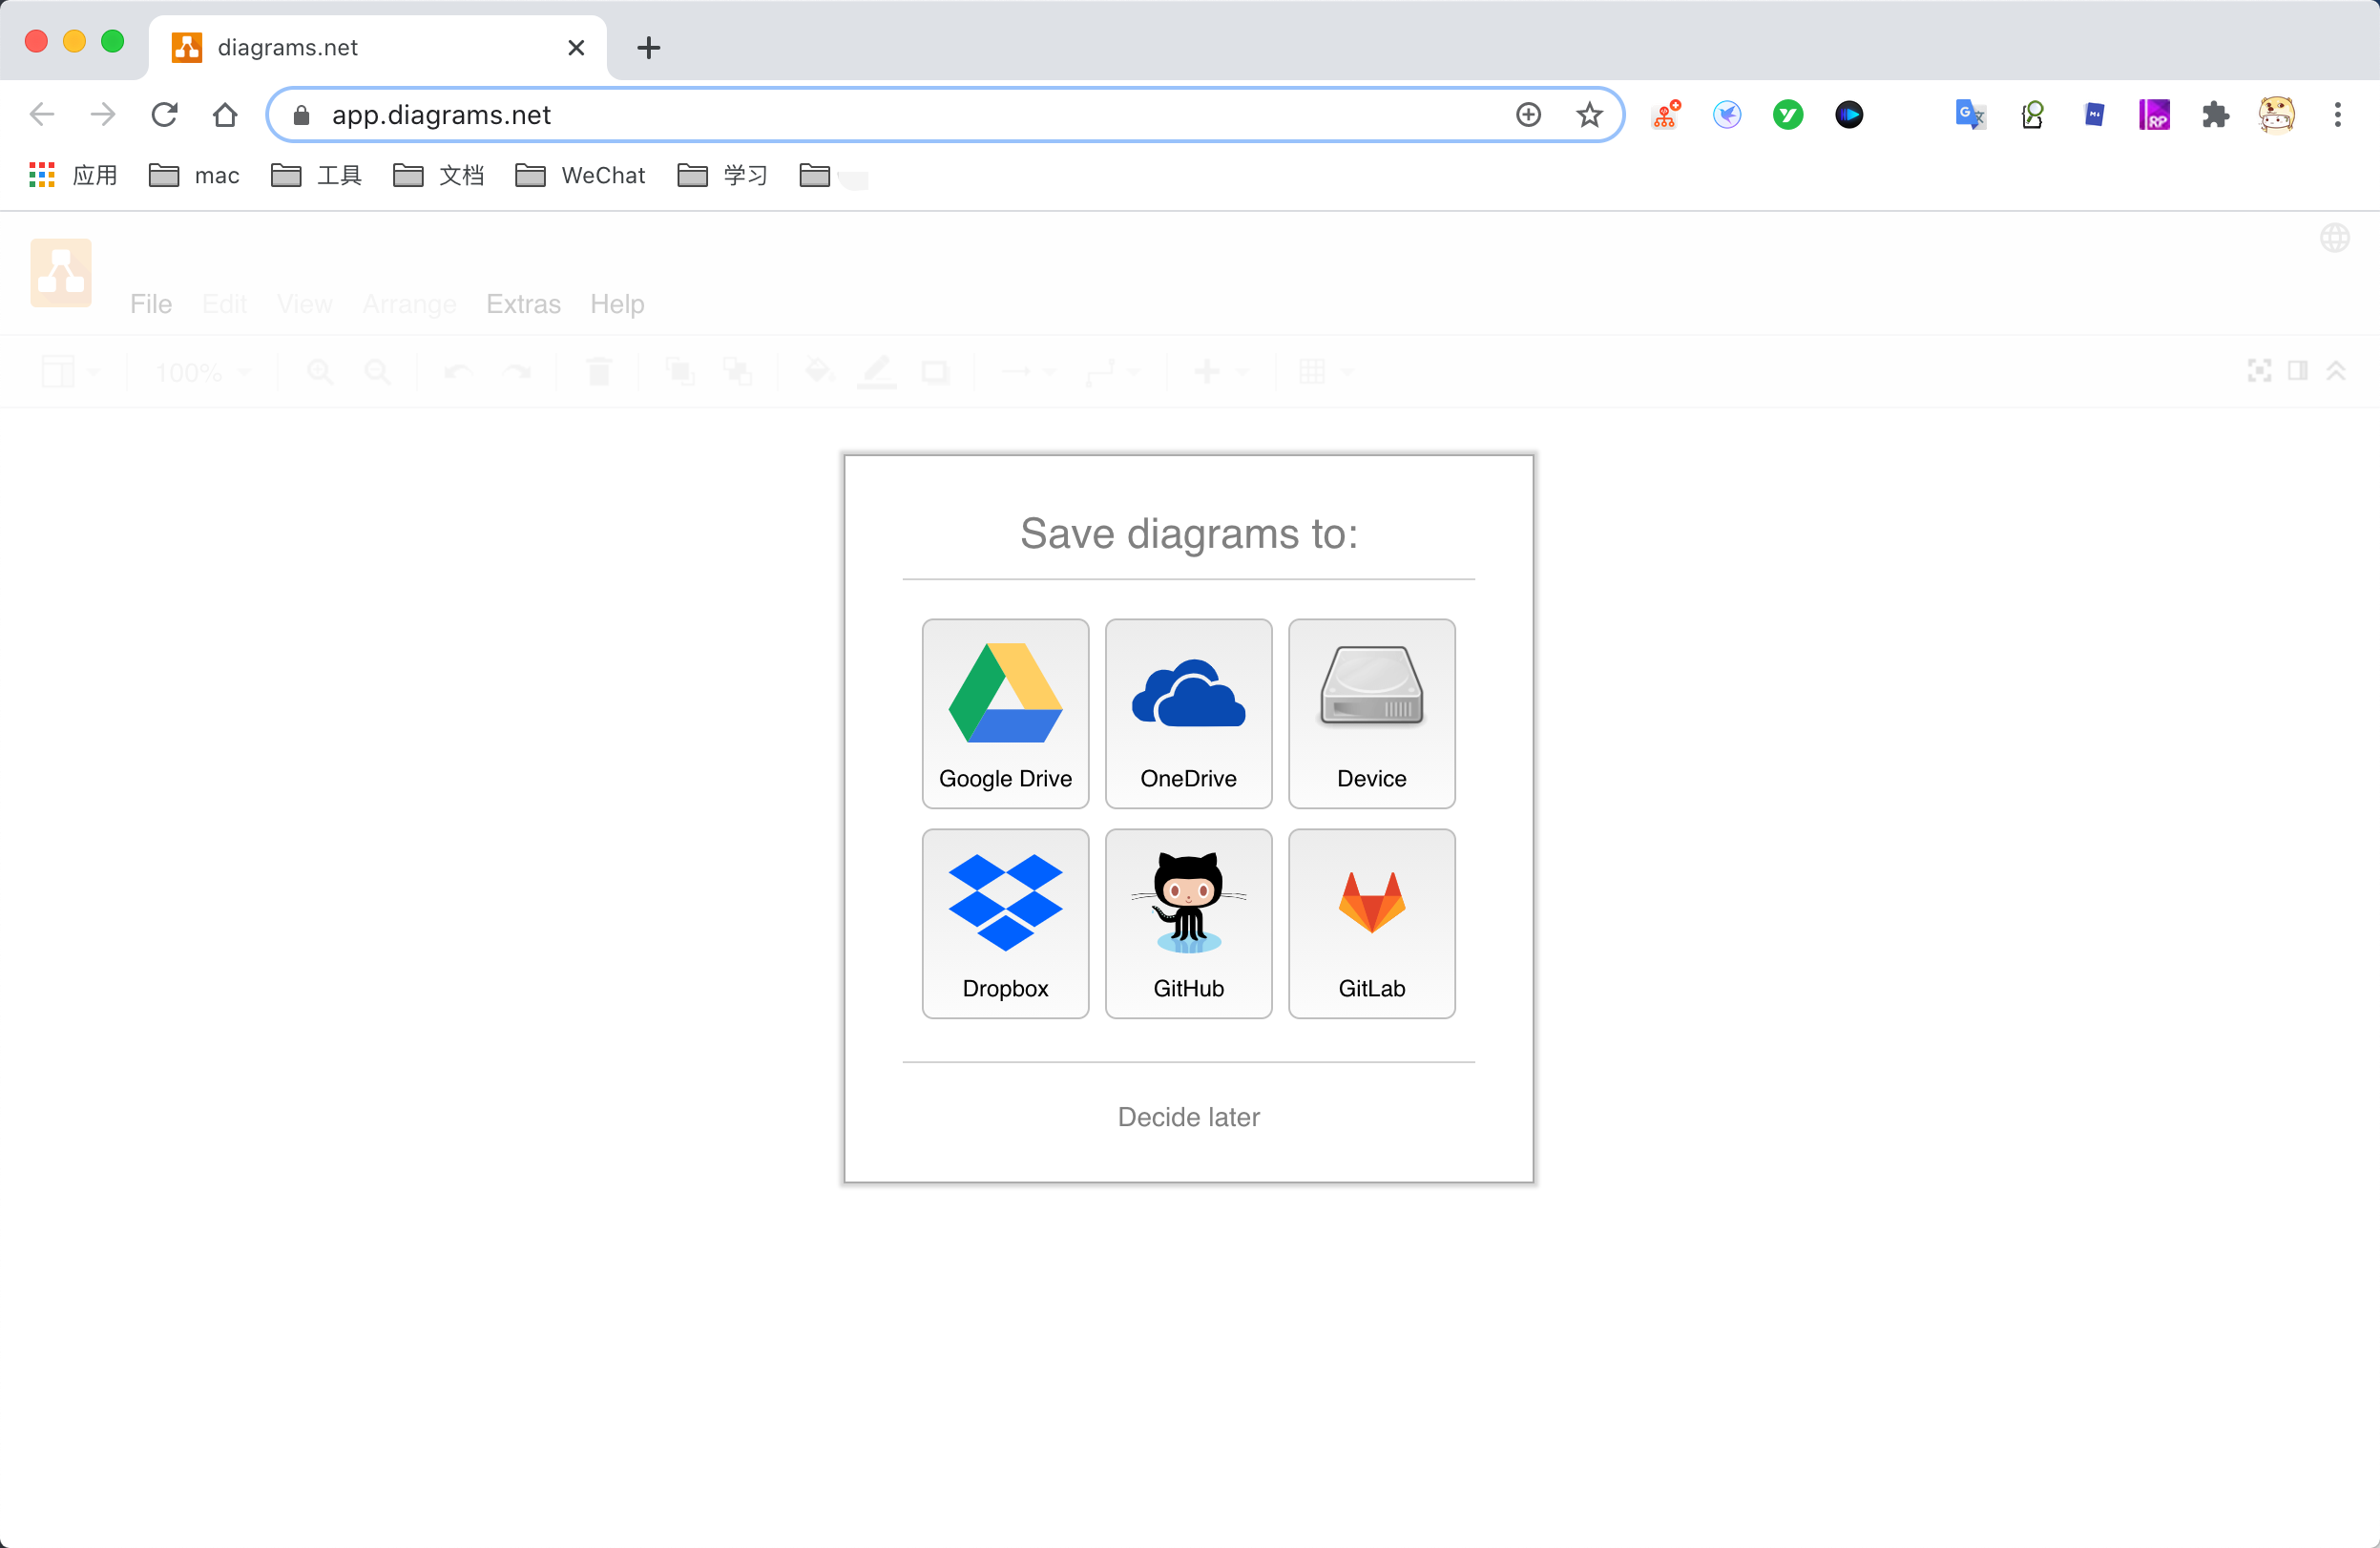 diagrams.net
app.diagrams.net
应用 mac 工具 文档 WeChat 学习
File Edit View Arrange Extras Help
100%
Save diagrams to:
Google Drive OneDrive Device
Dropbox GitHub GitLab
Decide later